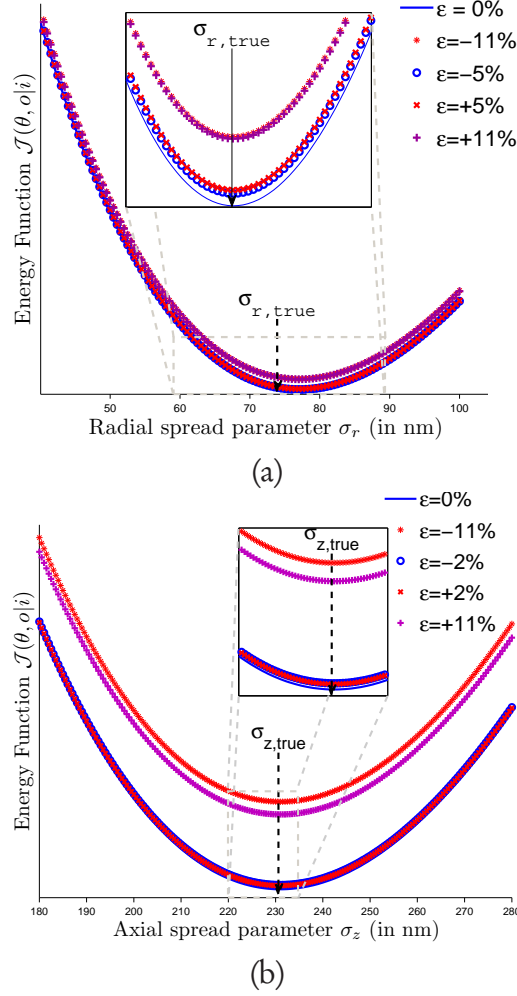 ε = 0%
ε=−11%
ε=−5%
ε=+5%
ε=+11%
σr,true
σr,true
Energy Function 𝒥(θ, o|i)
50 60 70 80 90 100
Radial spread parameter σr (in nm)
(a)
ε=0%
ε=−11%
ε=−2%
ε=+2%
ε=+11%
σz,true
σz,true
Energy Function 𝒥(θ, o|i)
180 190 200 210 220 230 240 250 260 270 280
Axial spread parameter σz (in nm)
(b)